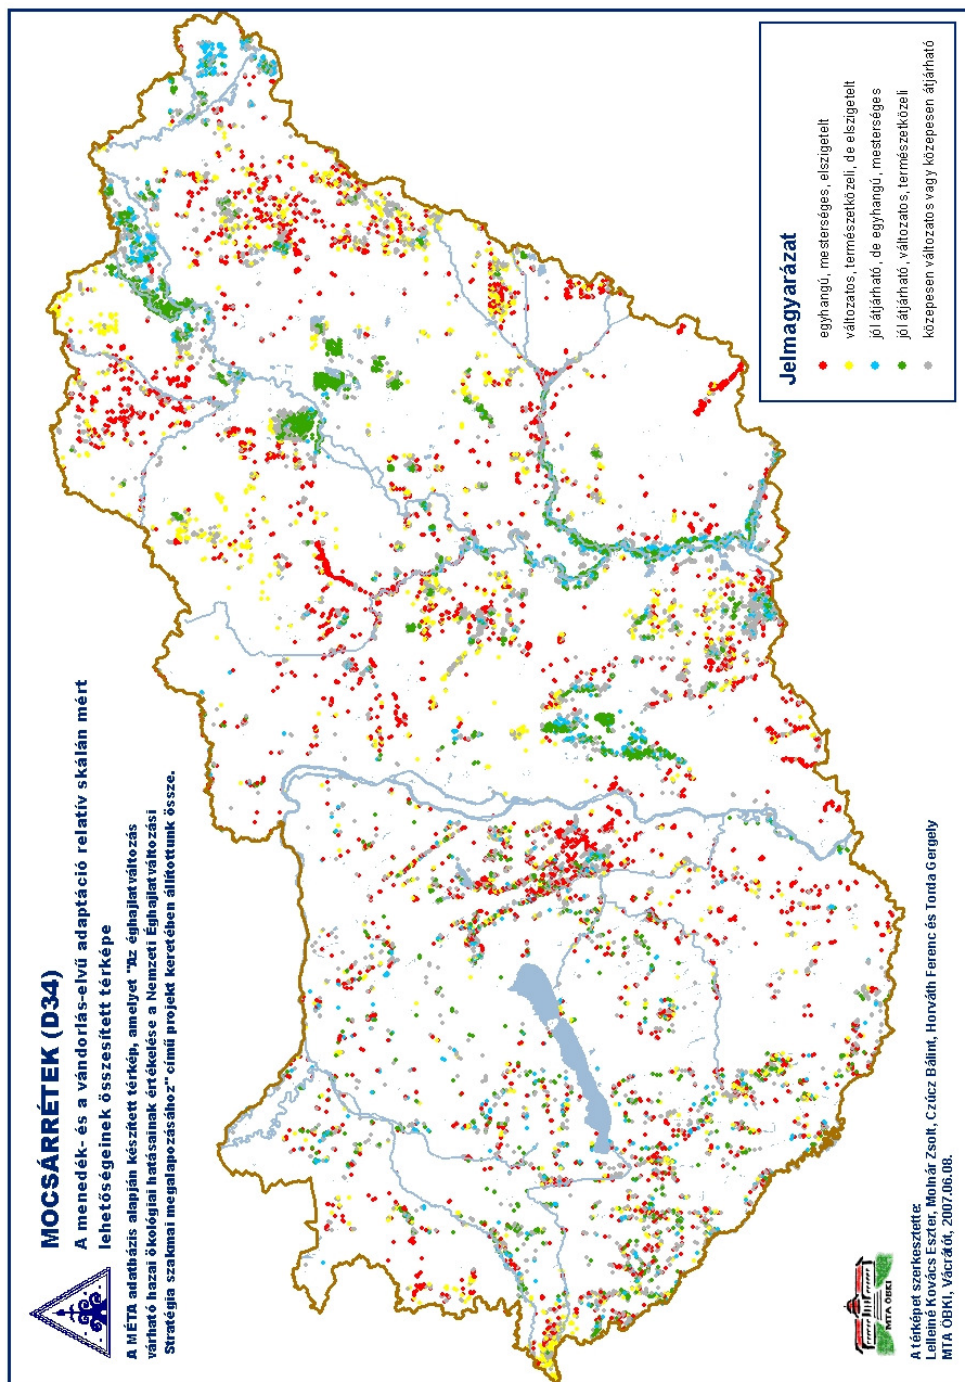 MOCSÁRRÉTEK (D34)
A menedék- és a vándorlás-elvű adaptáció relatív skálán mért
lehetőségeinek összesített térképe
A MÉTA adatbázis alapján készített térkép, amelyet "Az éghajlatváltozás
várható hazai ökológiai hatásainak értékelése a Nemzeti Éghajlatváltozási
Stratégia szakmai megalapozásához" című projekt keretében állítottunk össze.
Jelmagyarázat
egyhangú, mesterséges, elszigetelt
változatos, természetközeli, de elszigetelt
jól átjárható, de egyhangú, mesterséges
jól átjárható, változatos, természetközeli
közepesen változatos vagy közepesen átjárható
MTA ÖBKI
A térképet szerkesztette:
Lelleiné Kovács Eszter, Molnár Zsolt, Czúcz Bálint, Horváth Ferenc és Torda Gergely
MTA ÖBKI, Vácrátót, 2007.06.08.